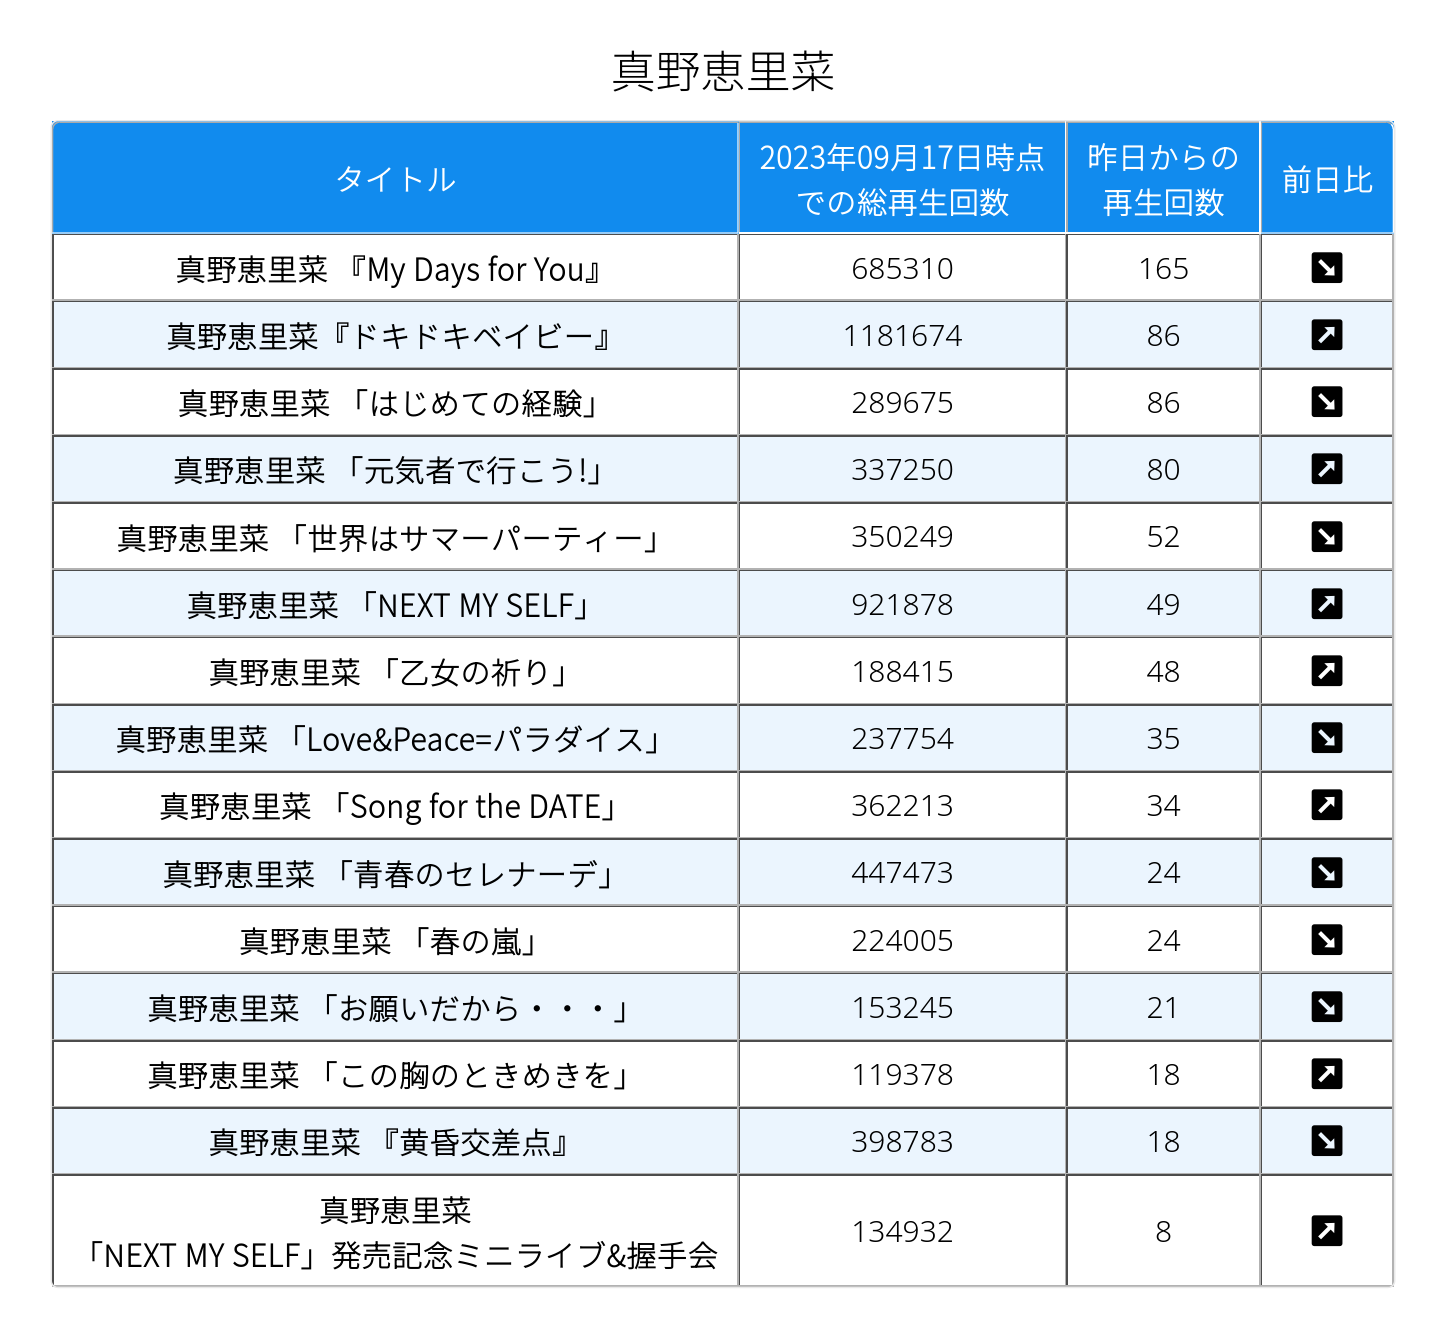 真野恵里菜
タイトル
2023年09月17日時点
での総再生回数
昨日からの
再生回数
前日比
真野恵里菜 『My Days for You』 685310 165 ↘
真野恵里菜『ドキドキベイビー』 1181674 86 ↗
真野恵里菜 「はじめての経験」 289675 86 ↘
真野恵里菜 「元気者で行こう!」 337250 80 ↗
真野恵里菜 「世界はサマーパーティー」 350249 52 ↘
真野恵里菜 「NEXT MY SELF」 921878 49 ↗
真野恵里菜 「乙女の祈り」 188415 48 ↗
真野恵里菜 「Love&Peace=パラダイス」 237754 35 ↘
真野恵里菜 「Song for the DATE」 362213 34 ↗
真野恵里菜 「青春のセレナーデ」 447473 24 ↘
真野恵里菜 「春の嵐」 224005 24 ↘
真野恵里菜 「お願いだから・・・」 153245 21 ↘
真野恵里菜 「この胸のときめきを」 119378 18 ↗
真野恵里菜 『黄昏交差点』 398783 18 ↘
真野恵里菜
「NEXT MY SELF」発売記念ミニライブ&握手会 134932 8 ↗